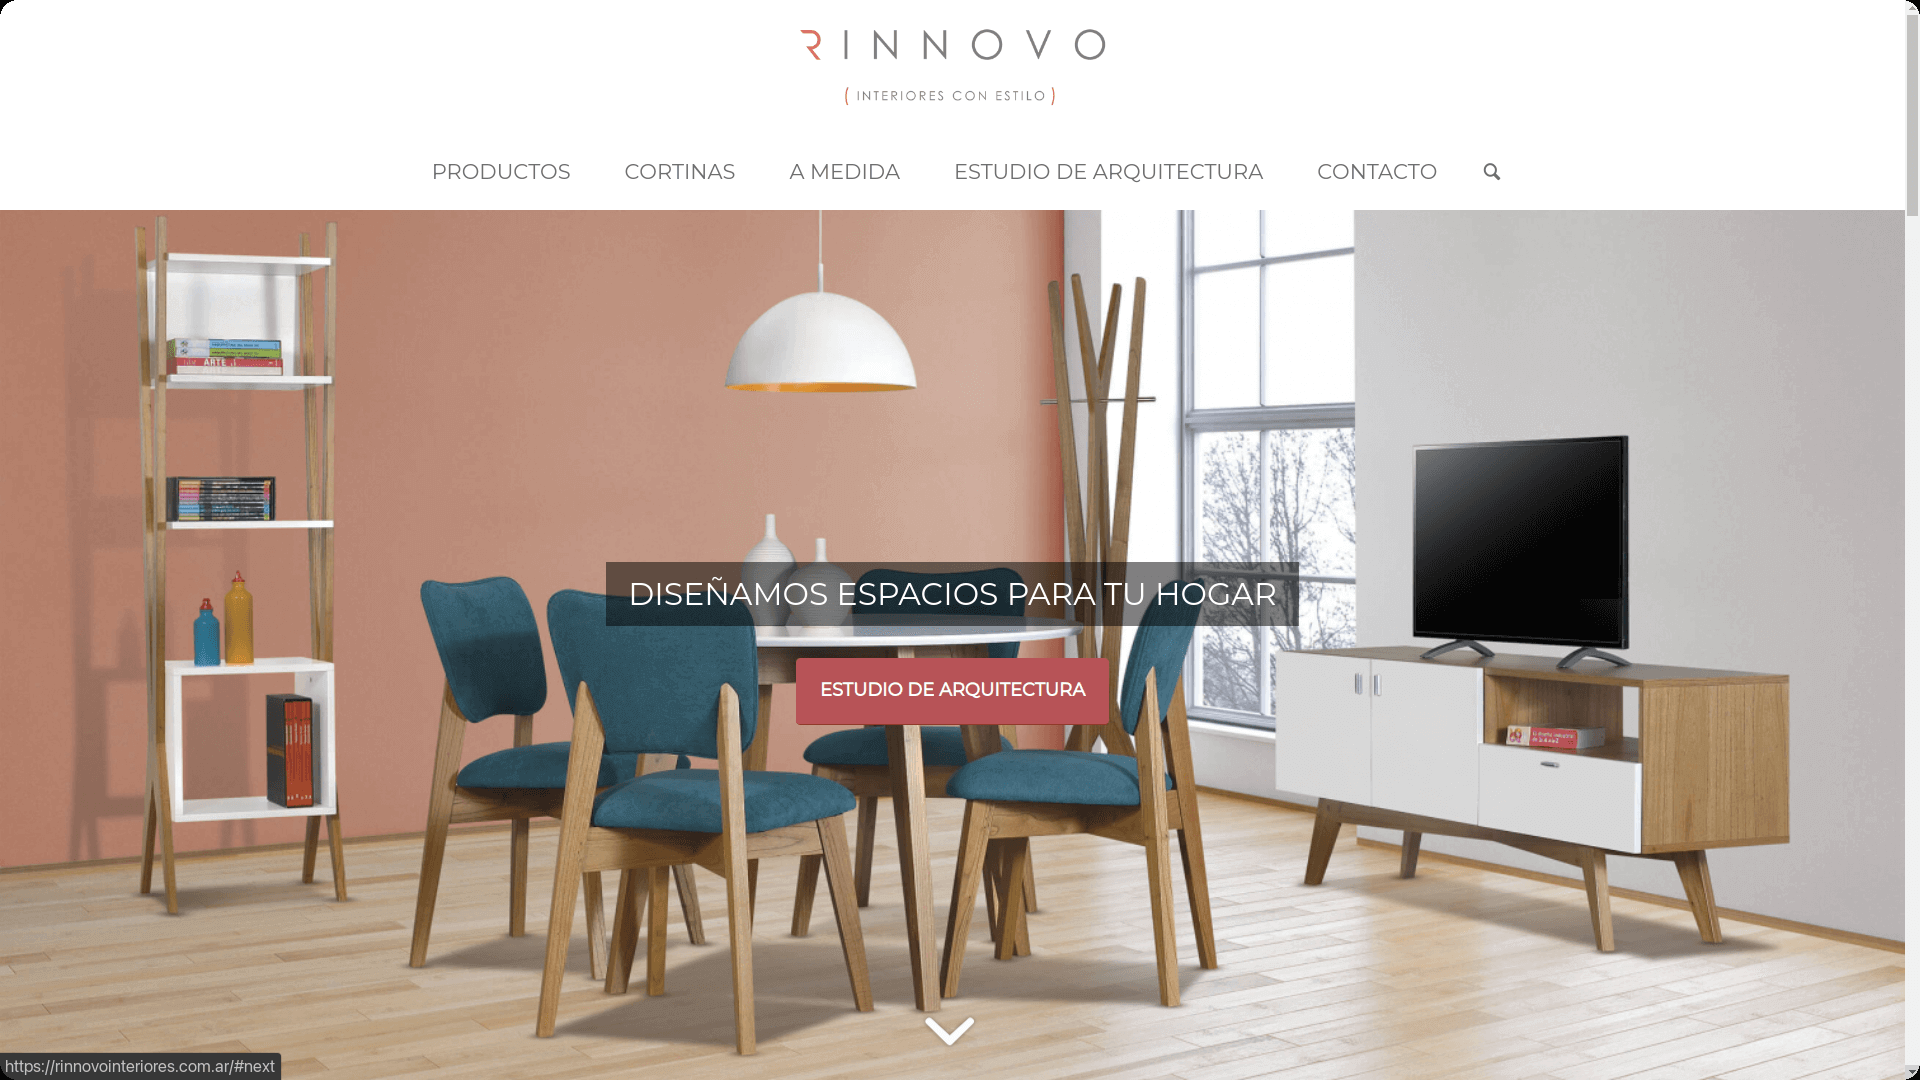 RINNOVO
( INTERIORES CON ESTILO )
PRODUCTOS CORTINAS A MEDIDA ESTUDIO DE ARQUITECTURA CONTACTO
ARTE
DISEÑAMOS ESPACIOS PARA TU HOGAR
ESTUDIO DE ARQUITECTURA
https://rinnovointeriores.com.ar/#next